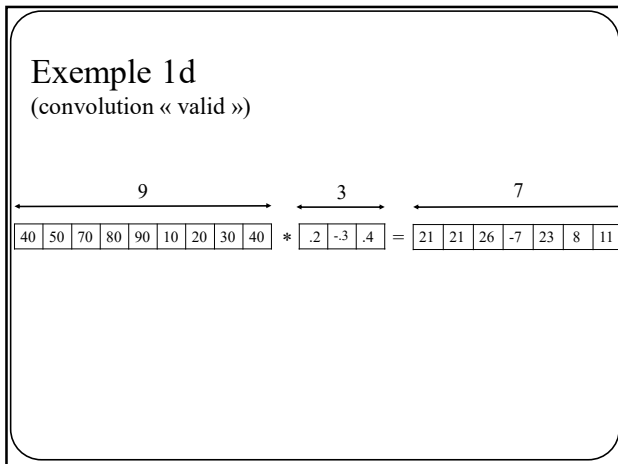 Exemple 1d
(convolution « valid »)
9 3 7
40 50 70 80 90 10 20 30 40 * .2 -.3 .4 = 21 21 26 -7 23 8 11